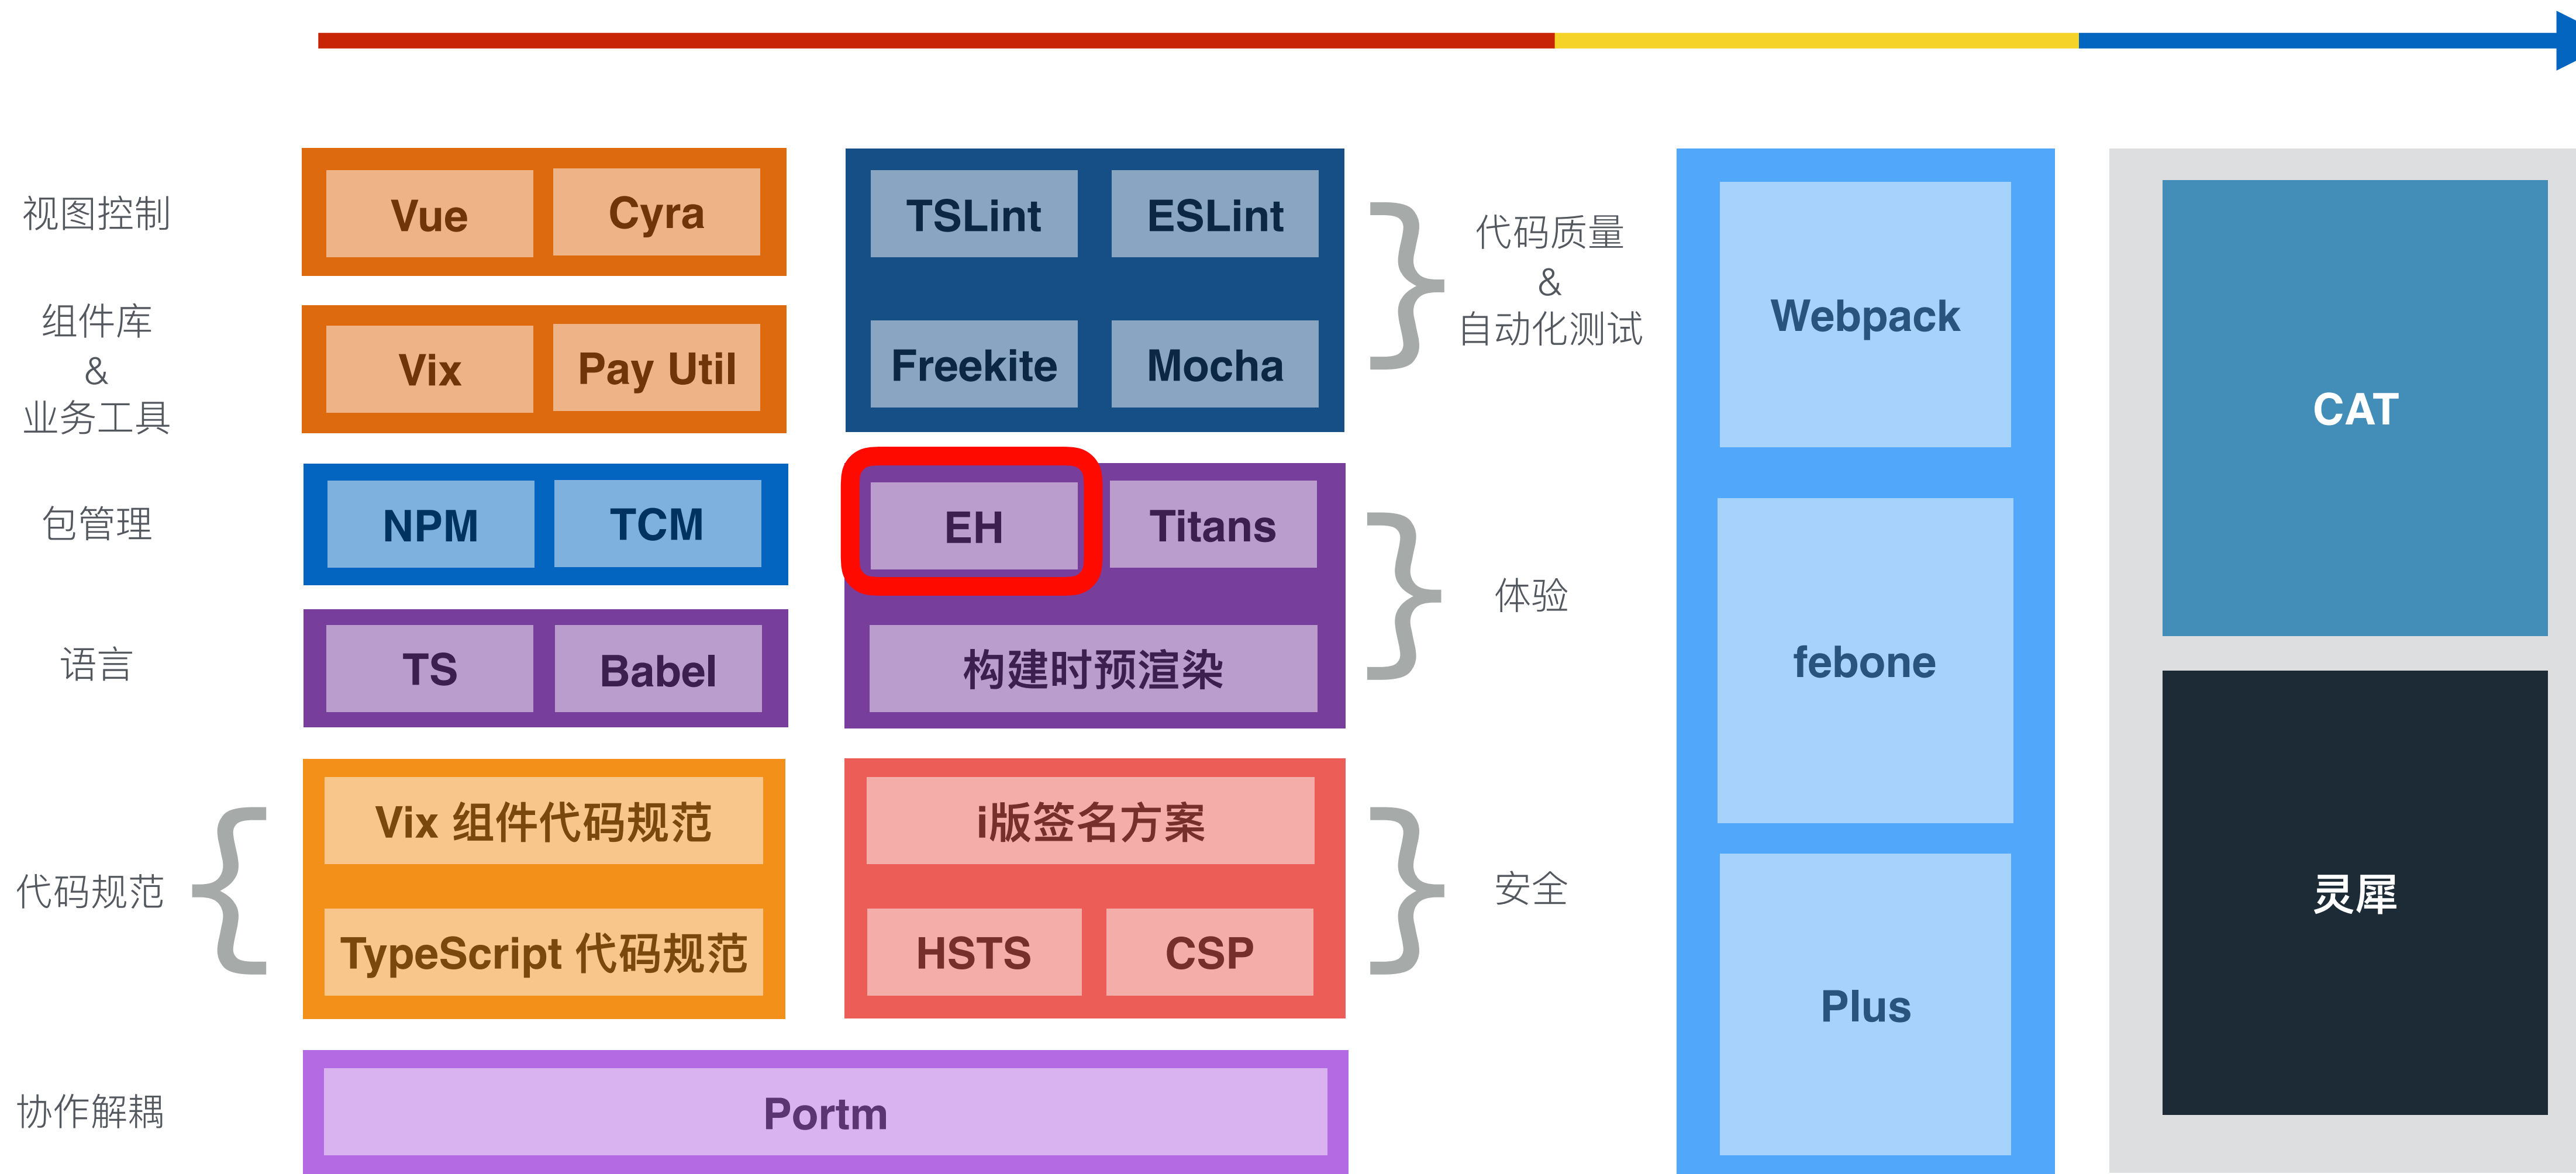 视图控制
Vue
Cyra
组件库
&
业务工具
Vix
Pay Util
包管理
NPM
TCM
语言
TS
Babel
代码规范
Vix 组件代码规范
TypeScript 代码规范
协作解耦
Portm
TSLint
ESLint
Freekite
Mocha
代码质量
&
自动化测试
EH
Titans
构建时预渲染
体验
i版签名方案
HSTS
CSP
安全
Webpack
febone
Plus
CAT
灵犀